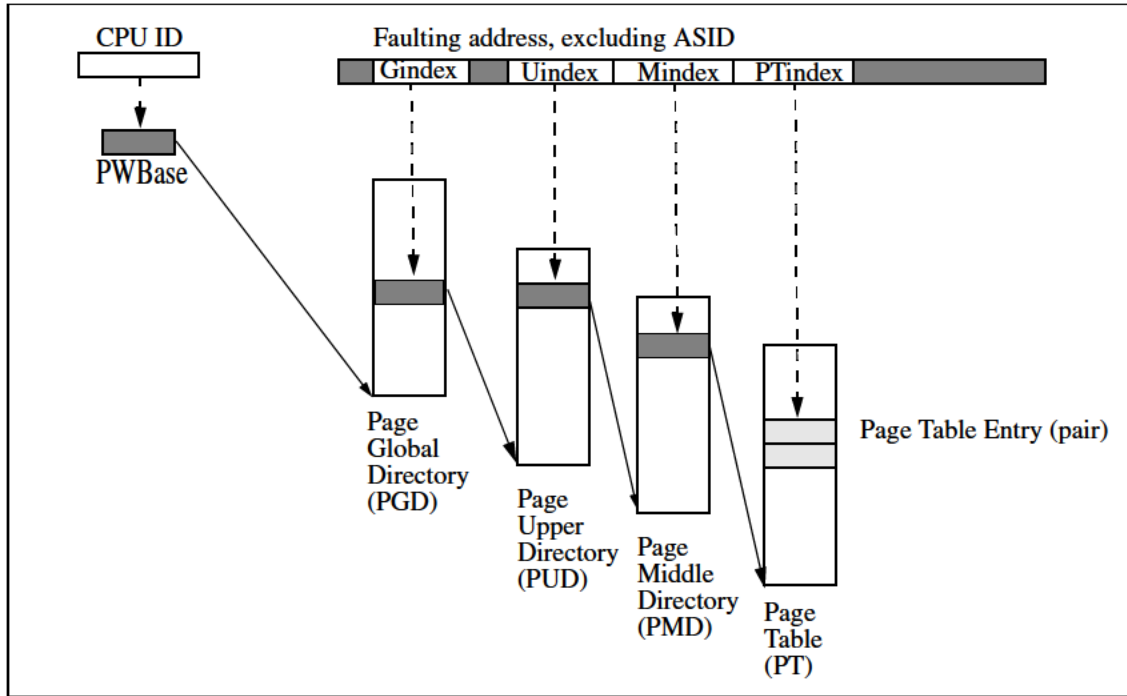 CPU ID
Faulting address, excluding ASID
Gindex
Uindex
Mindex
PTindex
PWBase
Page
Global
Directory
(PGD)
Page
Upper
Directory
(PUD)
Page
Middle
Directory
(PMD)
Page
Table
(PT)
Page Table Entry (pair)